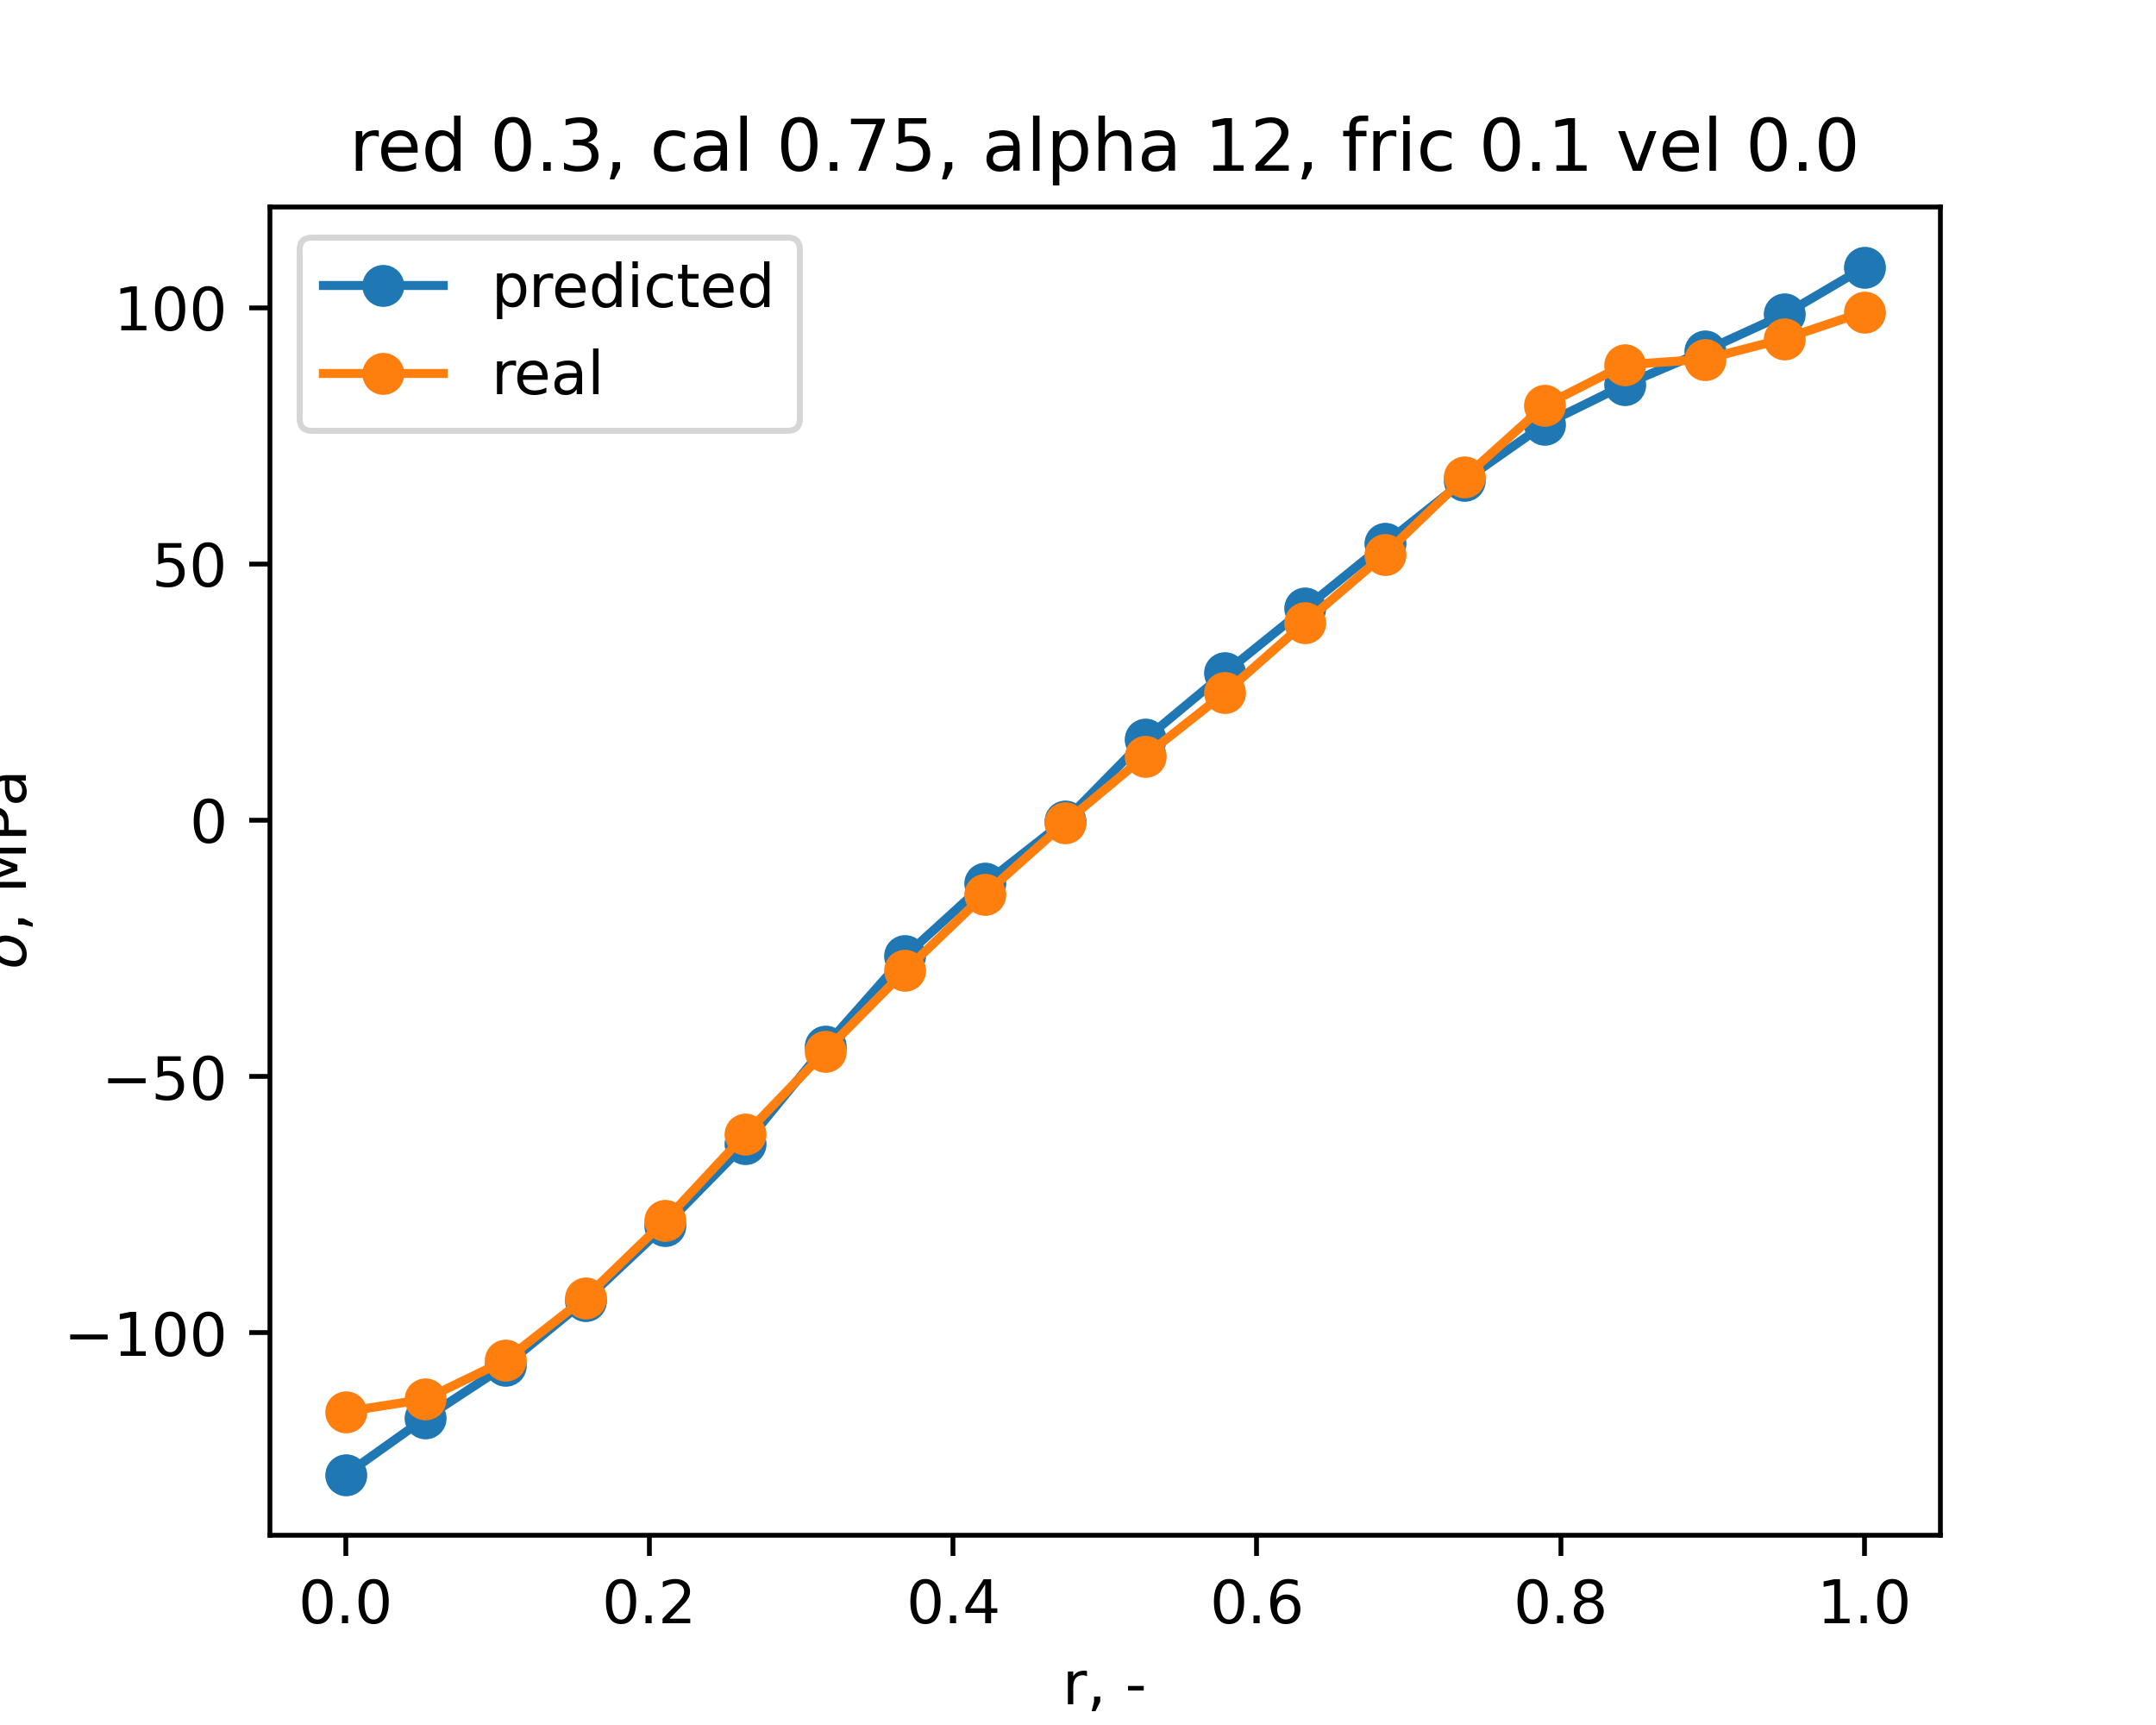 red 0.3, cal 0.75, alpha 12, fric 0.1 vel 0.0
predicted
real
100
50
0
−50
−100
σ, MPa
0.0 0.2 0.4 0.6 0.8 1.0
r, -